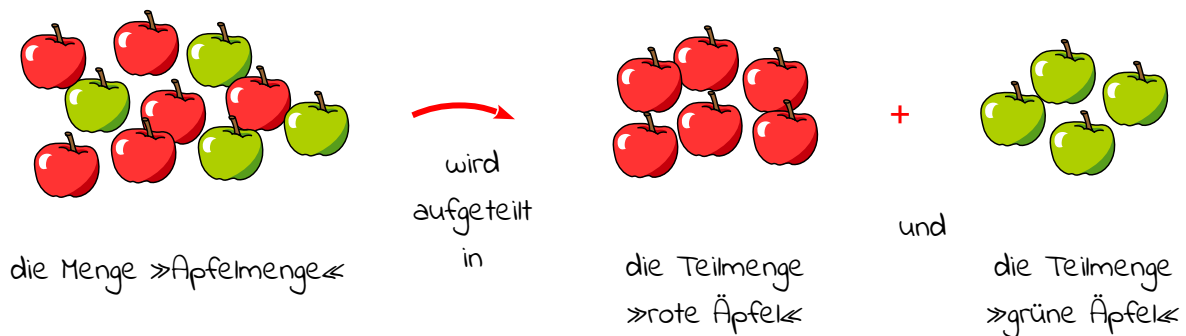 die Menge »Apfelmenge«
wird
aufgeteilt
in
die Teilmenge
»rote Äpfel«
+
und
die Teilmenge
»grüne Äpfel«